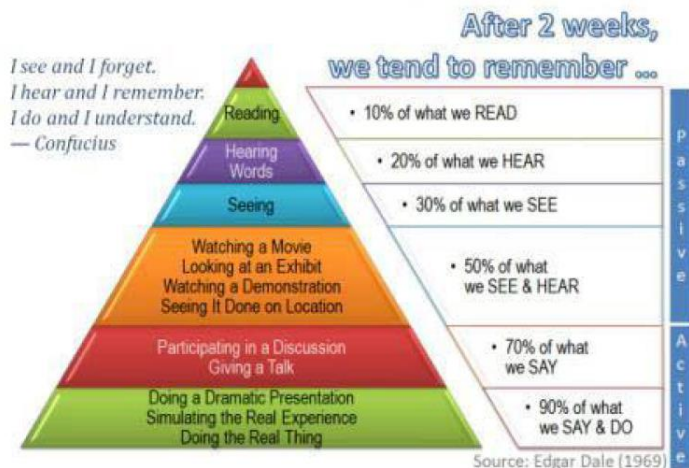 After 2 weeks,
we tend to remember ...
I see and I forget.
I hear and I remember.
I do and I understand.
— Confucius
Reading
• 10% of what we READ
Hearing
Words
• 20% of what we HEAR
Seeing
• 30% of what we SEE
Watching a Movie
Looking at an Exhibit
Watching a Demonstration
Seeing It Done on Location
• 50% of what
we SEE & HEAR
Participating in a Discussion
Giving a Talk
• 70% of what
we SAY
Doing a Dramatic Presentation
Simulating the Real Experience
Doing the Real Thing
• 90% of what
we SAY & DO
Passive
Active
Source: Edgar Dale (1969)